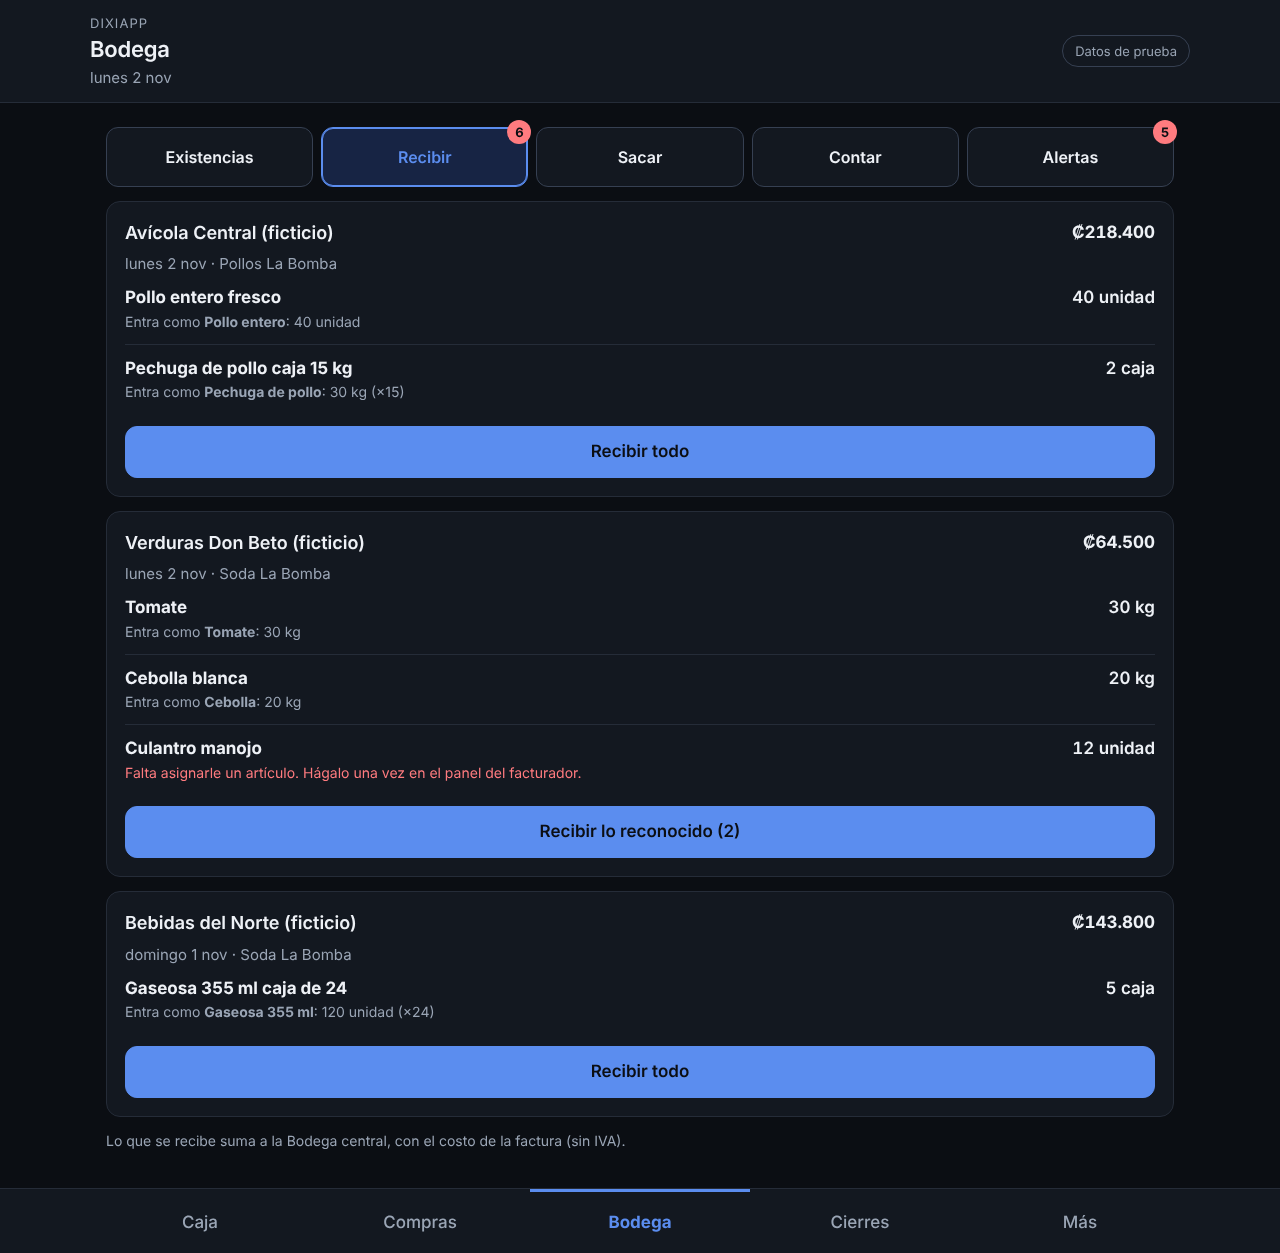 DIXIAPP
Bodega
lunes 2 nov
Datos de prueba
Existencias
Recibir
6
Sacar
Contar
Alertas
5
Avícola Central (ficticio)
₡218.400
lunes 2 nov · Pollos La Bomba
Pollo entero fresco
40 unidad
Entra como Pollo entero: 40 unidad
Pechuga de pollo caja 15 kg
2 caja
Entra como Pechuga de pollo: 30 kg (×15)
Recibir todo
Verduras Don Beto (ficticio)
₡64.500
lunes 2 nov · Soda La Bomba
Tomate
30 kg
Entra como Tomate: 30 kg
Cebolla blanca
20 kg
Entra como Cebolla: 20 kg
Culantro manojo
12 unidad
Falta asignarle un artículo. Hágalo una vez en el panel del facturador.
Recibir lo reconocido (2)
Bebidas del Norte (ficticio)
₡143.800
domingo 1 nov · Soda La Bomba
Gaseosa 355 ml caja de 24
5 caja
Entra como Gaseosa 355 ml: 120 unidad (×24)
Recibir todo
Lo que se recibe suma a la Bodega central, con el costo de la factura (sin IVA).
Caja
Compras
Bodega
Cierres
Más